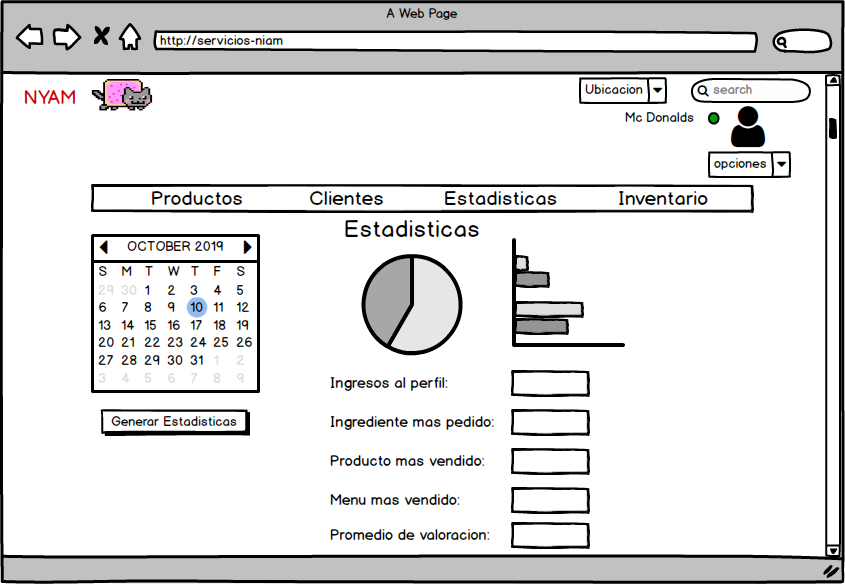 A Web Page
http://servicios-niam
NYAM
Ubicacion
search
Mc Donalds
opciones
Productos Clientes Estadisticas Inventario
Estadisticas
OCTOBER 2019
S M T W T F S
29 30 1 2 3 4 5
6 7 8 9 10 11 12
13 14 15 16 17 18 19
20 21 22 23 24 25 26
27 28 29 30 31 1 2
3 4 5 6 7 8 9
Generar Estadisticas
Ingresos al perfil:
Ingrediente mas pedido:
Producto mas vendido:
Menu mas vendido:
Promedio de valoracion: